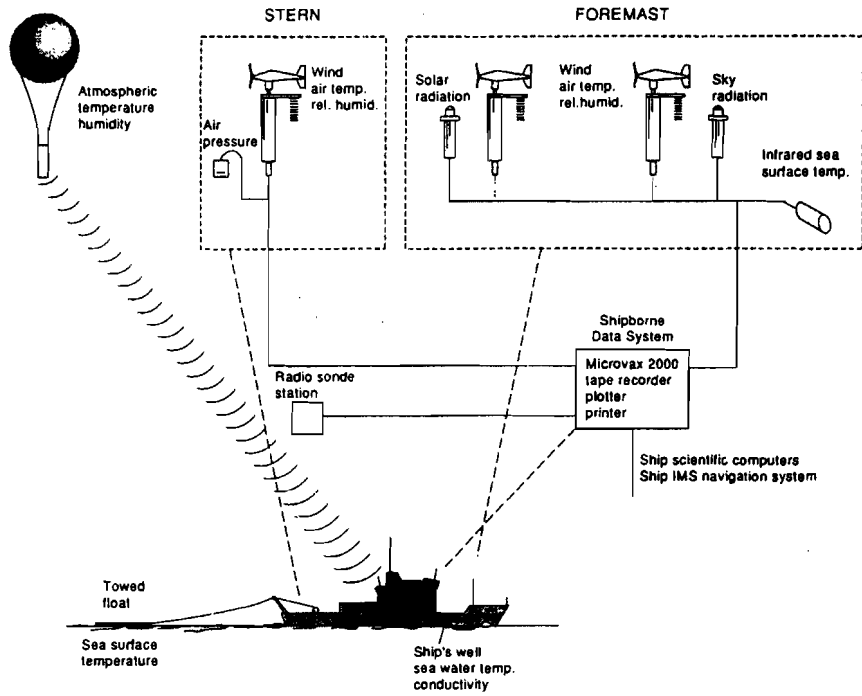 STERN
FOREMAST
Atmospheric
temperature
humidity
Air
pressure
Wind
air temp.
rel. humid.
Solar
radiation
Wind
air temp.
rel.humid.
Sky
radiation
Infrared sea
surface temp.
Shipborne
Data System
Microvax 2000
tape recorder
plotter
printer
Radio sonde
station
Ship scientific computers
Ship IMS navigation system
Towed
float
Sea surface
temperature
Ship's well
sea water temp.
conductivity